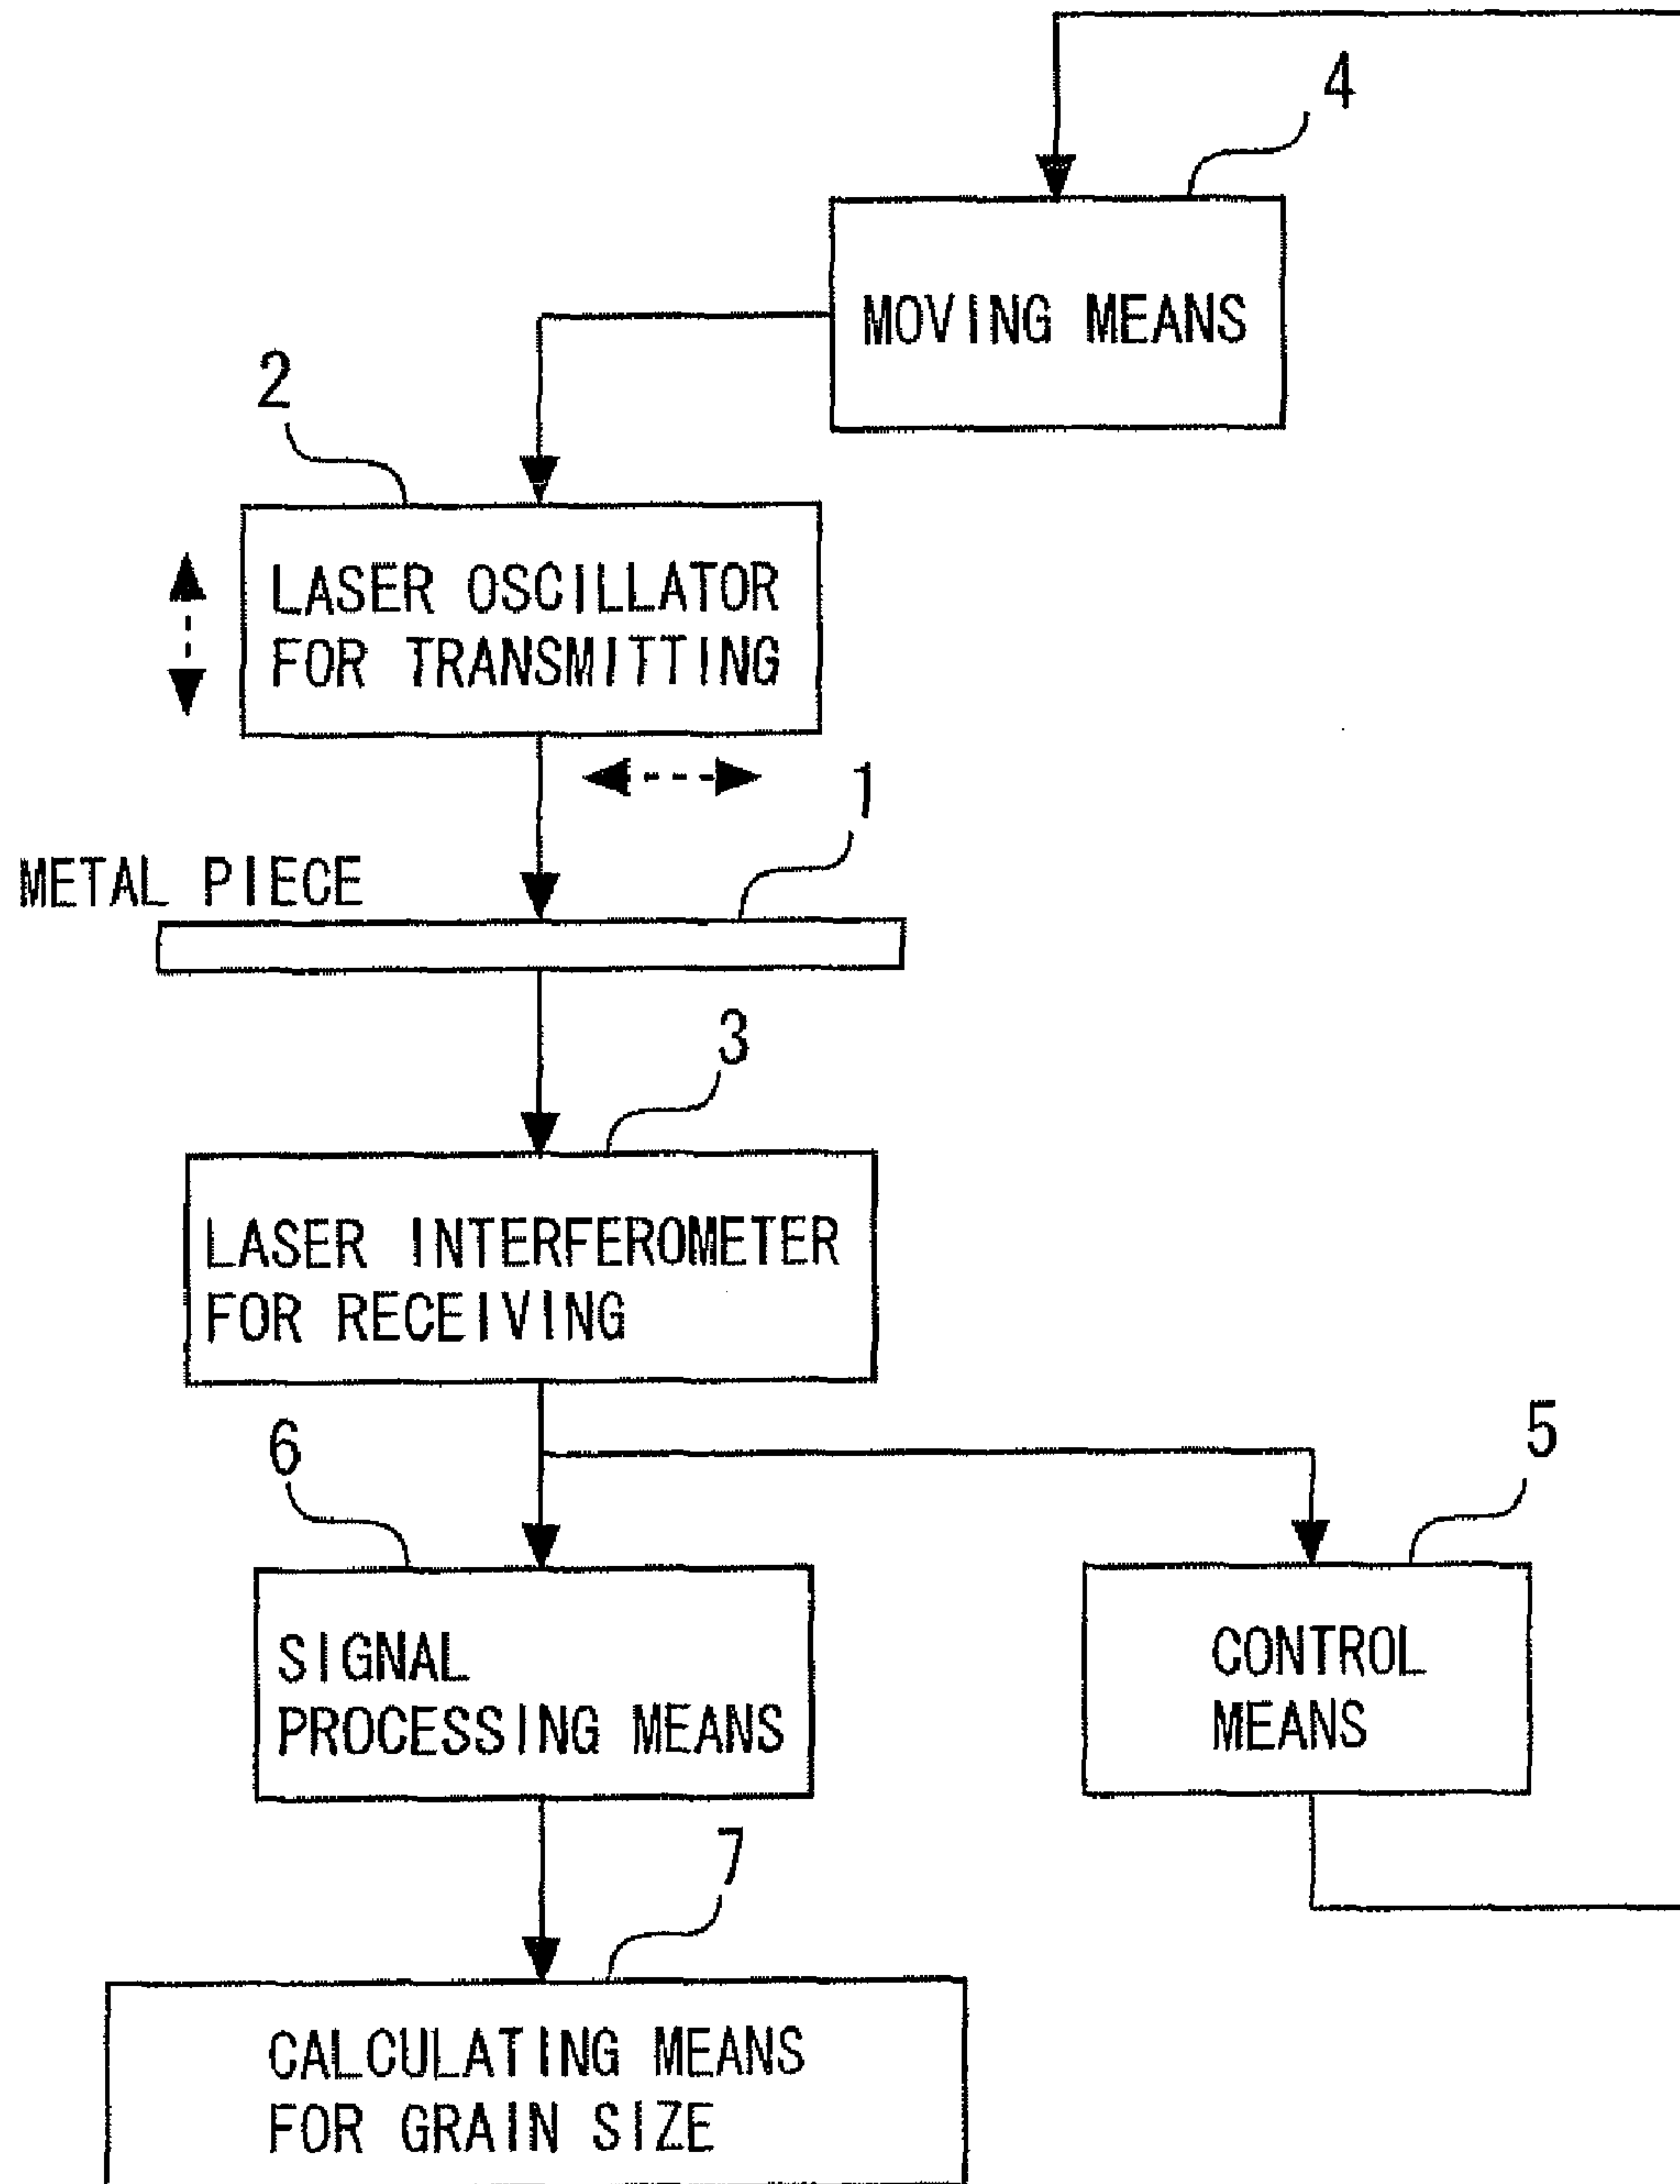 4
MOVING MEANS
2
LASER OSCILLATOR
FOR TRANSMITTING
1
METAL PIECE
3
LASER INTERFEROMETER
FOR RECEIVING
6
5
SIGNAL
PROCESSING MEANS
CONTROL
MEANS
7
CALCULATING MEANS
FOR GRAIN SIZE